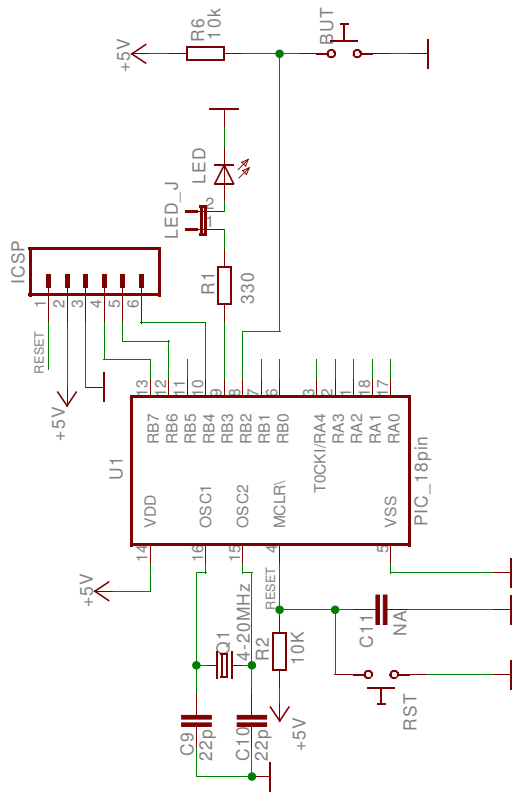 +5V
R6
10k
BUT
LED
LED_J
1
2
ICSP
1
2
3
4
5
6
RESET
+5V
R1
330
13
12
11
10
9
8
7
6
3
2
1
18
17
RB7
RB6
RB5
RB4
RB3
RB2
RB1
RB0
T0CKI/RA4
RA3
RA2
RA1
RA0
U1
PIC_18pin
VDD
OSC1
OSC2
MCLR\
VSS
14
16
15
4
5
+5V
RESET
Q1
4-20MHz
R2
10K
+5V
C11
NA
RST
C9
22p
C10
22p